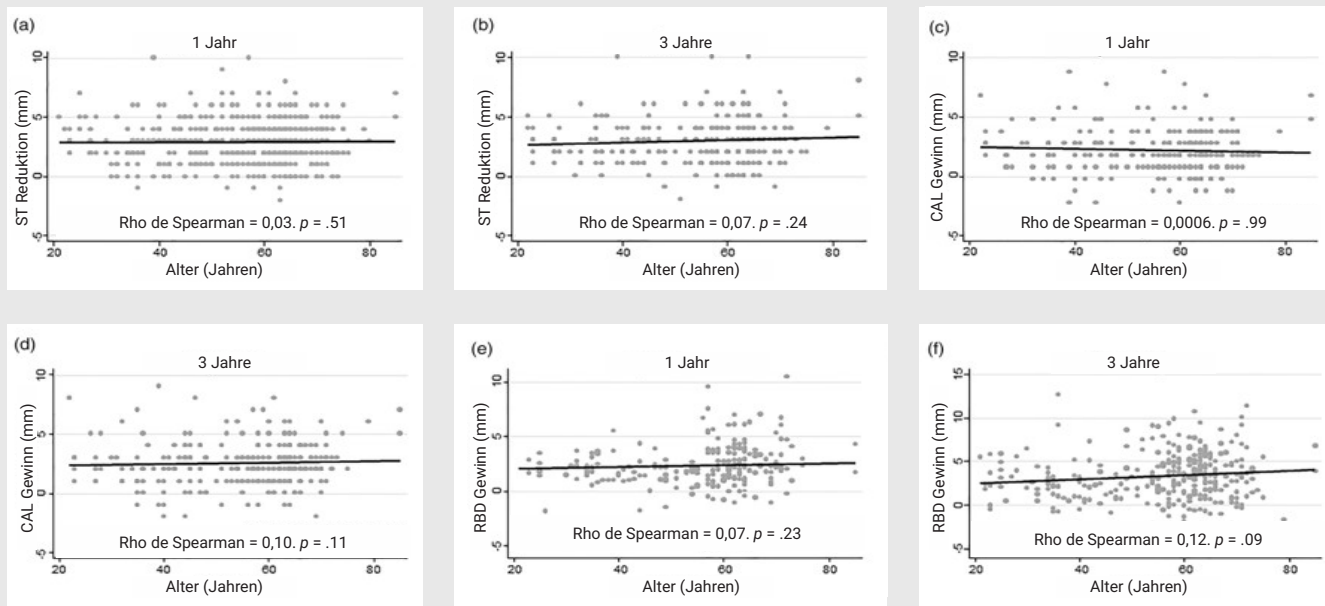 (a)
1 Jahr
ST Reduktion (mm)
10
5
0
-5
Rho de Spearman = 0,03. p = .51
20 40 60 80
Alter (Jahren)
(b)
3 Jahre
ST Reduktion (mm)
10
5
0
-5
Rho de Spearman = 0,07. p = .24
20 40 60 80
Alter (Jahren)
(c)
1 Jahr
CAL Gewinn (mm)
10
5
0
-5
Rho de Spearman = 0,0006. p = .99
20 40 60 80
Alter (Jahren)
(d)
3 Jahre
CAL Gewinn (mm)
10
5
0
-5
Rho de Spearman = 0,10. p = .11
20 40 60 80
Alter (Jahren)
(e)
1 Jahr
RBD Gewinn (mm)
10
5
0
-5
Rho de Spearman = 0,07. p = .23
20 40 60 80
Alter (Jahren)
(f)
3 Jahre
RBD Gewinn (mm)
15
10
5
0
-5
Rho de Spearman = 0,12. p = .09
20 40 60 80
Alter (Jahren)